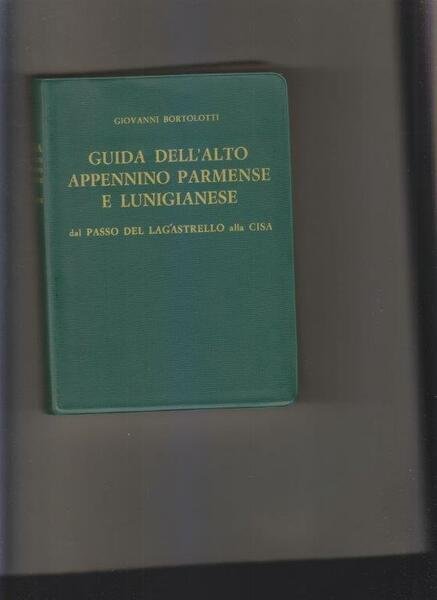 GIOVANNI BORTOLOTTI
GUIDA DELL'ALTO
APPENNINO PARMENSE
E LUNIGIANESE
dal PASSO DEL LAGASTRELLO alla CISA